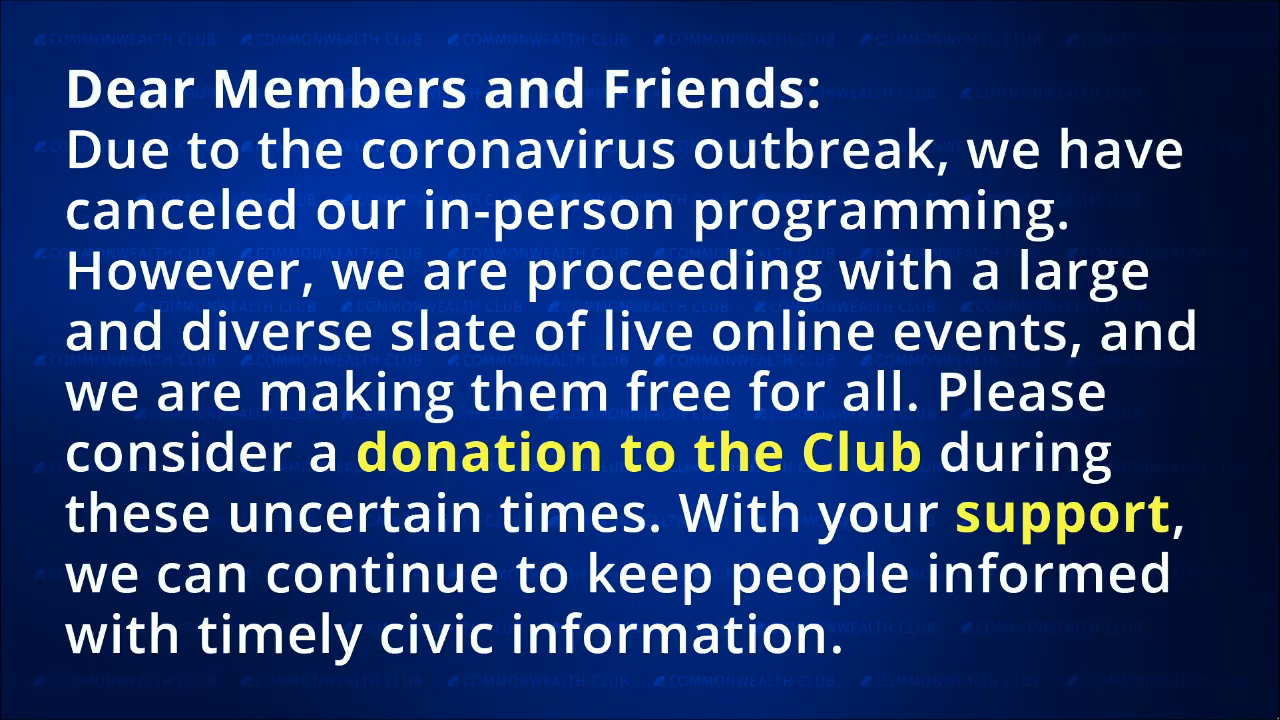 Dear Members and Friends:
Due to the coronavirus outbreak, we have
canceled our in-person programming.
However, we are proceeding with a large
and diverse slate of live online events, and
we are making them free for all. Please
consider a donation to the Club during
these uncertain times. With your support,
we can continue to keep people informed
with timely civic information.